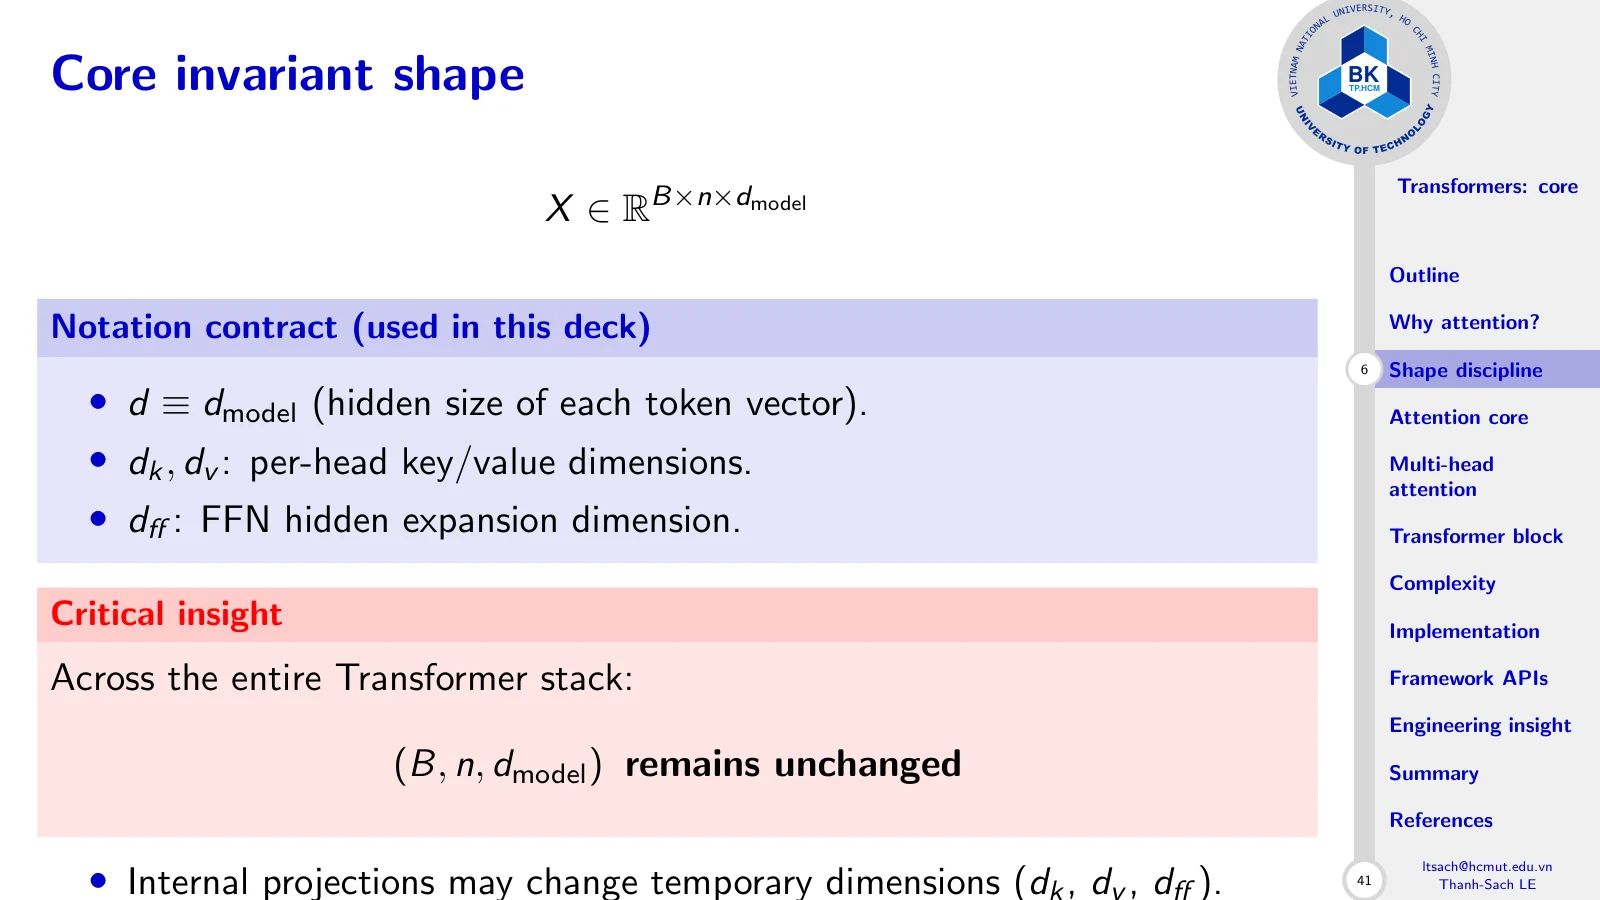 Core invariant shape
X ∈ ℝ^{B×n×d_model}
Notation contract (used in this deck)
• d ≡ d_model (hidden size of each token vector).
• d_k, d_v: per-head key/value dimensions.
• d_ff: FFN hidden expansion dimension.
Critical insight
Across the entire Transformer stack:
(B, n, d_model) remains unchanged
• Internal projections may change temporary dimensions (d_k, d_v, d_ff).
VIETNAM NATIONAL UNIVERSITY, HO CHI MINH CITY
BK
TP.HCM
UNIVERSITY OF TECHNOLOGY
Transformers: core
Outline
Why attention?
6
Shape discipline
Attention core
Multi-head
attention
Transformer block
Complexity
Implementation
Framework APIs
Engineering insight
Summary
References
41
ltsach@hcmut.edu.vn
Thanh-Sach LE